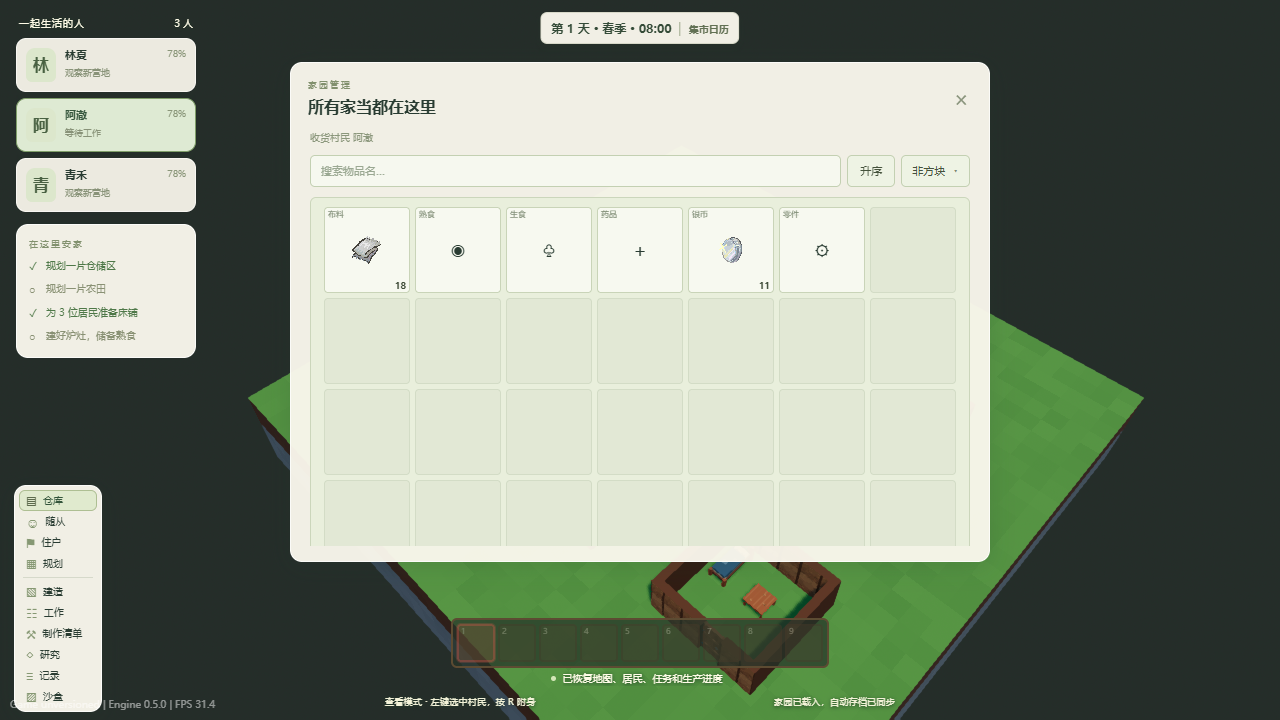 一起生活的人 3 人
林 林夏 78%
观察新营地
阿 阿澈 78%
等待工作
青 青禾 78%
观察新营地
在这里安家
✓ 规划一片仓储区
○ 规划一片农田
✓ 为 3 位居民准备床铺
○ 建好炉灶，储备熟食
第 1 天 • 春季 • 08:00 | 集市日历
家园管理
所有家当都在这里
×
收货村民 阿澈
搜索物品名...
升序
非方块
布料 18
熟食
生食
药品
银币 11
零件
仓库
随从
住户
规划
建造
工作
制作清单
研究
记录
沙盒
| Engine 0.5.0 | FPS 31.4
1 2 3 4 5 6 7 8 9
已恢复地图、居民、任务和生产进度
查看模式 · 左键选中村民，按 R 附身
家园已载入，自动存档已同步